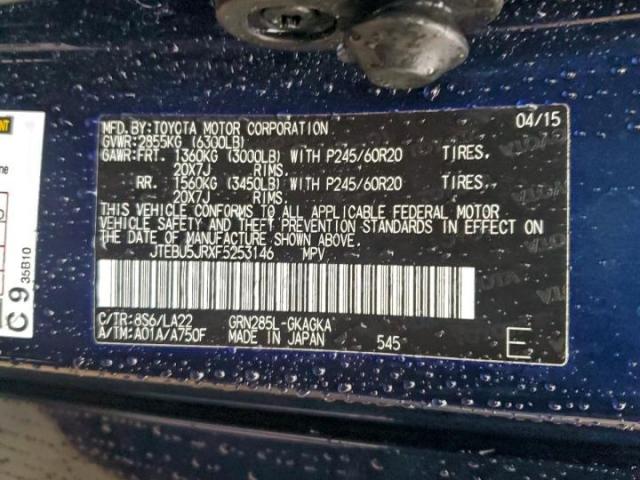 04/15
MFD. BY: TOYOTA MOTOR CORPORATION
GVWR: 2855KG (6300LB)
GAWR: FRT. 1360KG (3000LB) WITH P245/60R20 TIRES,
20X7J RIMS,
RR. 1560KG (3450LB) WITH P245/60R20 TIRES,
20X7J RIMS.
THIS VEHICLE CONFORMS TO ALL APPLICABLE FEDERAL MOTOR
VEHICLE SAFETY AND THEFT PREVENTION STANDARDS IN EFFECT ON
THE DATE OF MANUFACTURE SHOWN ABOVE.
JTEBU5JRXF5253146 MPV
C/TR: 8S6/LA22 GRN285L-GKAGKA
A/TM: A01A/A750F MADE IN JAPAN 545 E
C 9
35B10